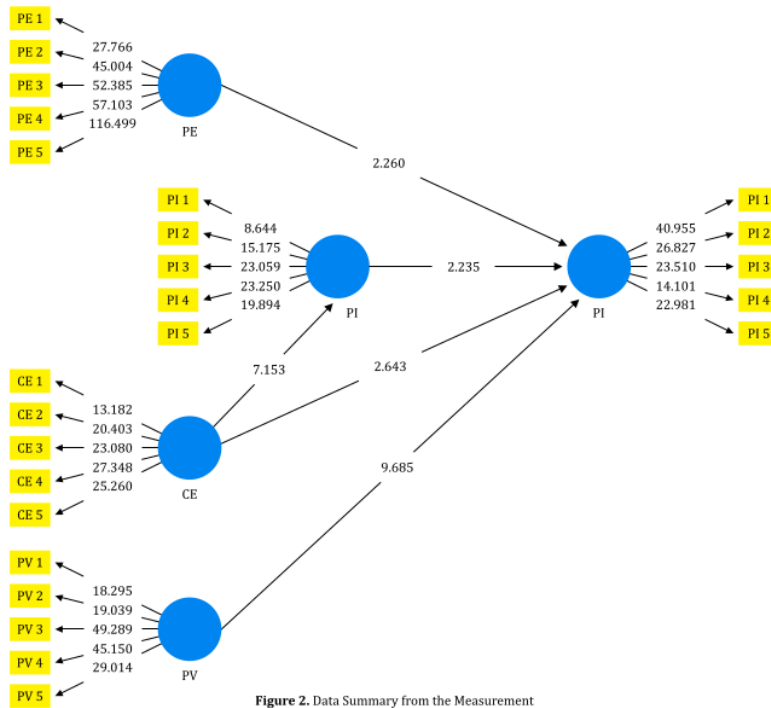 PE 1
PE 2
PE 3
PE 4
PE 5
27.766
45.004
52.385
57.103
116.499
PE
2.260
PI 1
PI 2
PI 3
PI 4
PI 5
8.644
15.175
23.059
23.250
19.894
PI
2.235
40.955
26.827
23.510
14.101
22.981
PI
PI 1
PI 2
PI 3
PI 4
PI 5
7.153
2.643
CE 1
CE 2
CE 3
CE 4
CE 5
13.182
20.403
23.080
27.348
25.260
CE
9.685
PV 1
PV 2
PV 3
PV 4
PV 5
18.295
19.039
49.289
45.150
29.014
PV
Figure 2. Data Summary from the Measurement